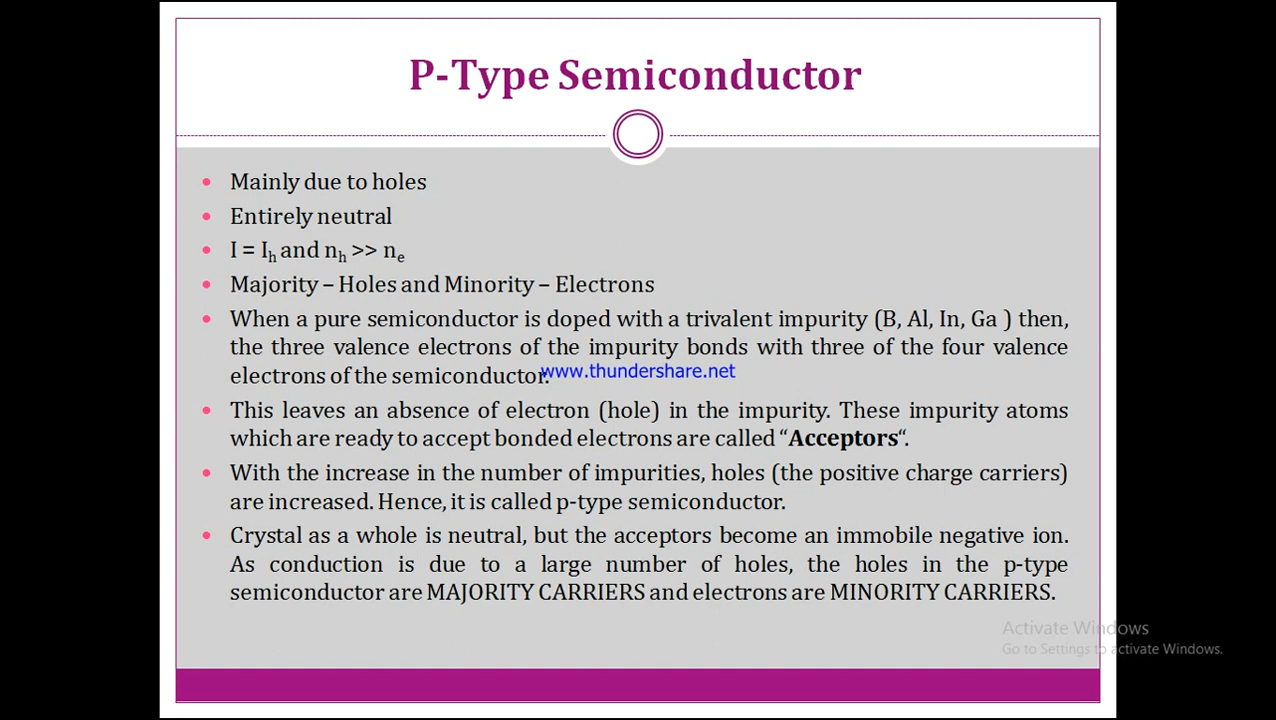 P-Type Semiconductor
Mainly due to holes
Entirely neutral
I = Ih and nh >> ne
Majority – Holes and Minority – Electrons
When a pure semiconductor is doped with a trivalent impurity (B, Al, In, Ga ) then,
the three valence electrons of the impurity bonds with three of the four valence
electrons of the semiconductor.
www.thundershare.net
This leaves an absence of electron (hole) in the impurity. These impurity atoms
which are ready to accept bonded electrons are called “Acceptors“.
With the increase in the number of impurities, holes (the positive charge carriers)
are increased. Hence, it is called p-type semiconductor.
Crystal as a whole is neutral, but the acceptors become an immobile negative ion.
As conduction is due to a large number of holes, the holes in the p-type
semiconductor are MAJORITY CARRIERS and electrons are MINORITY CARRIERS.
Activate Windows
Go to Settings to activate Windows.